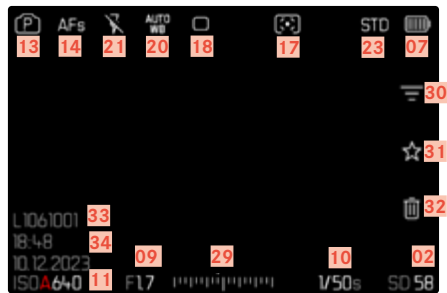 P AFs AUTO WB STD
13 14 21 20 18 17 23 07
30
31
32
L1061001 33
18:48 34
10.12.2023
ISOA640 11 F1.7 09 29 1/50s 10 SD 58 02